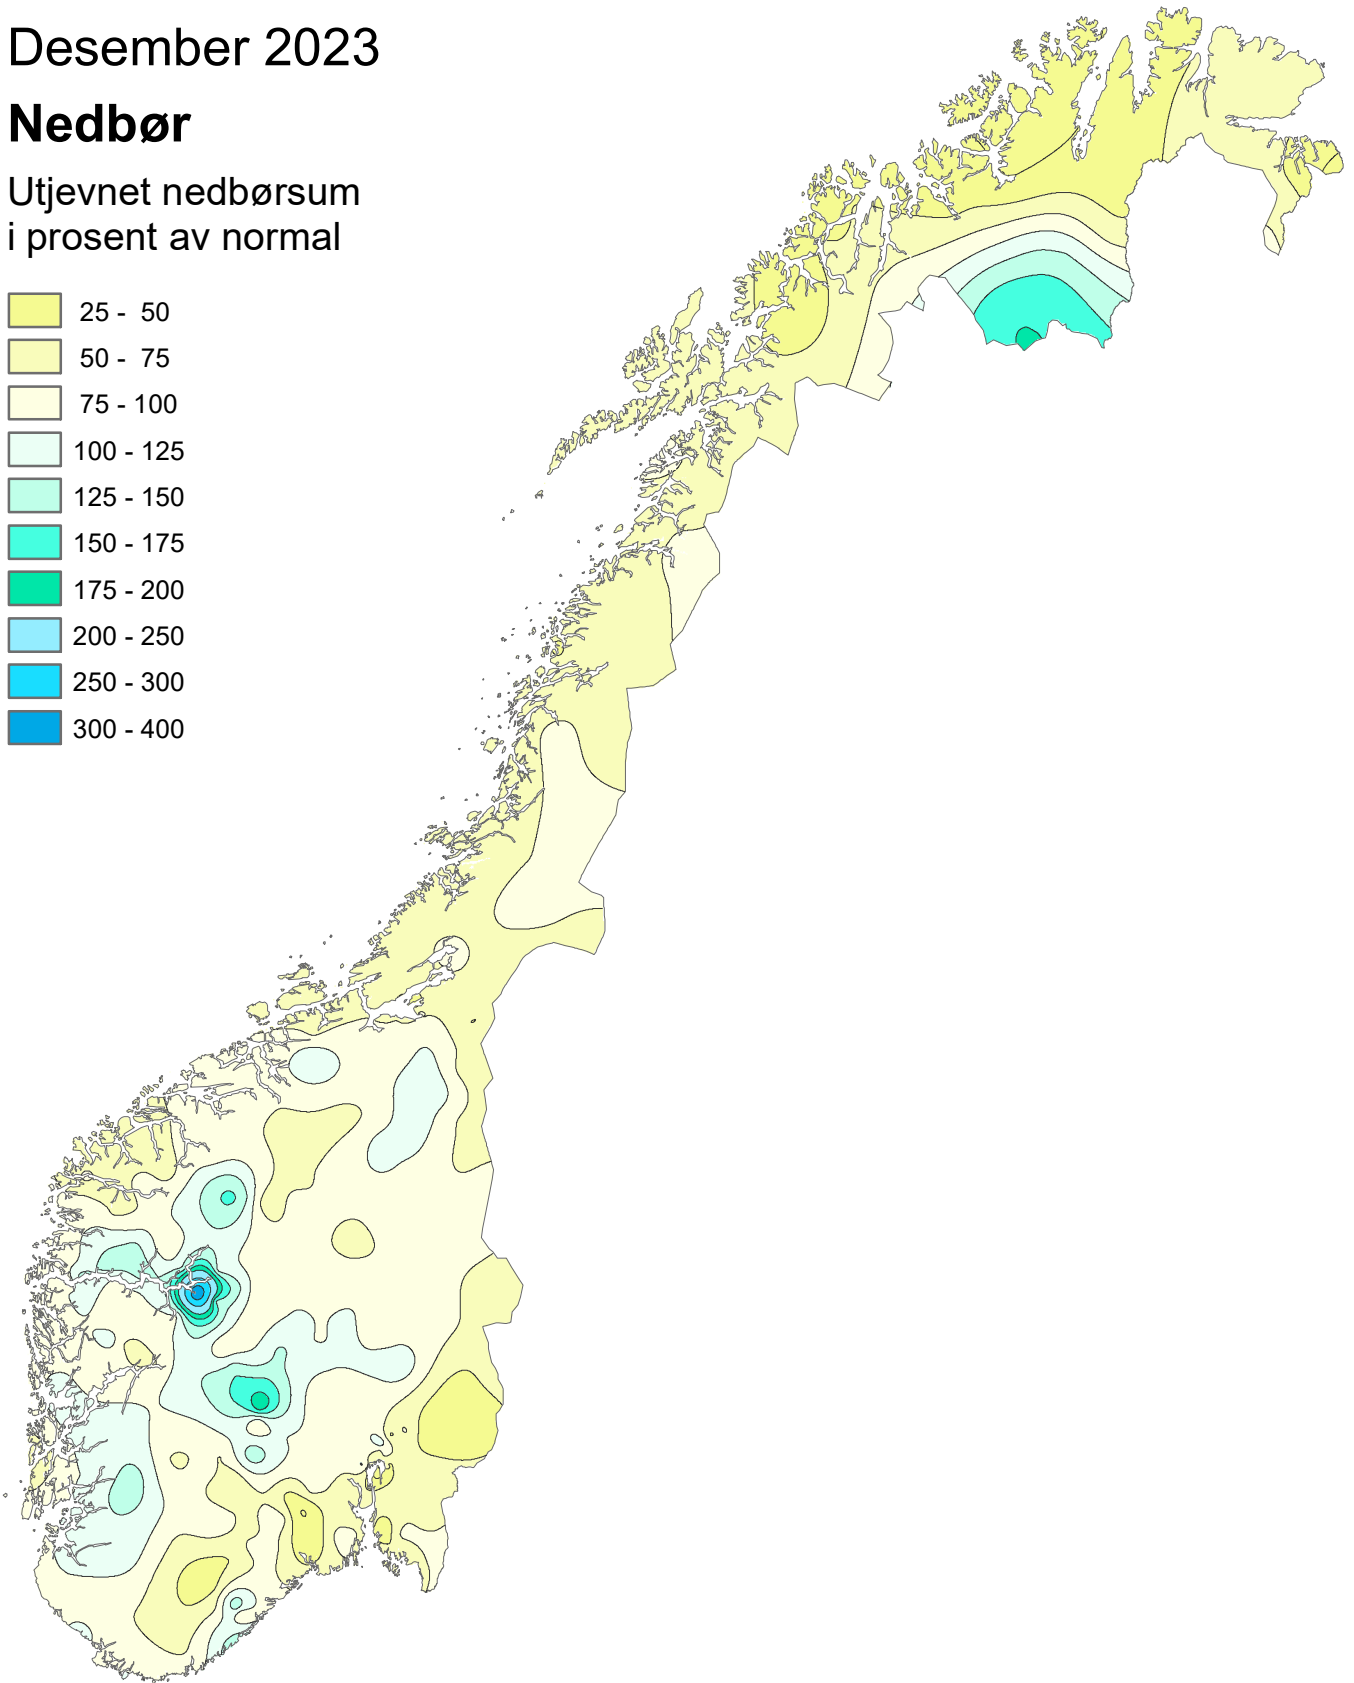 Desember 2023
Nedbør
Utjevnet nedbørsum
i prosent av normal
25 - 50
50 - 75
75 - 100
100 - 125
125 - 150
150 - 175
175 - 200
200 - 250
250 - 300
300 - 400